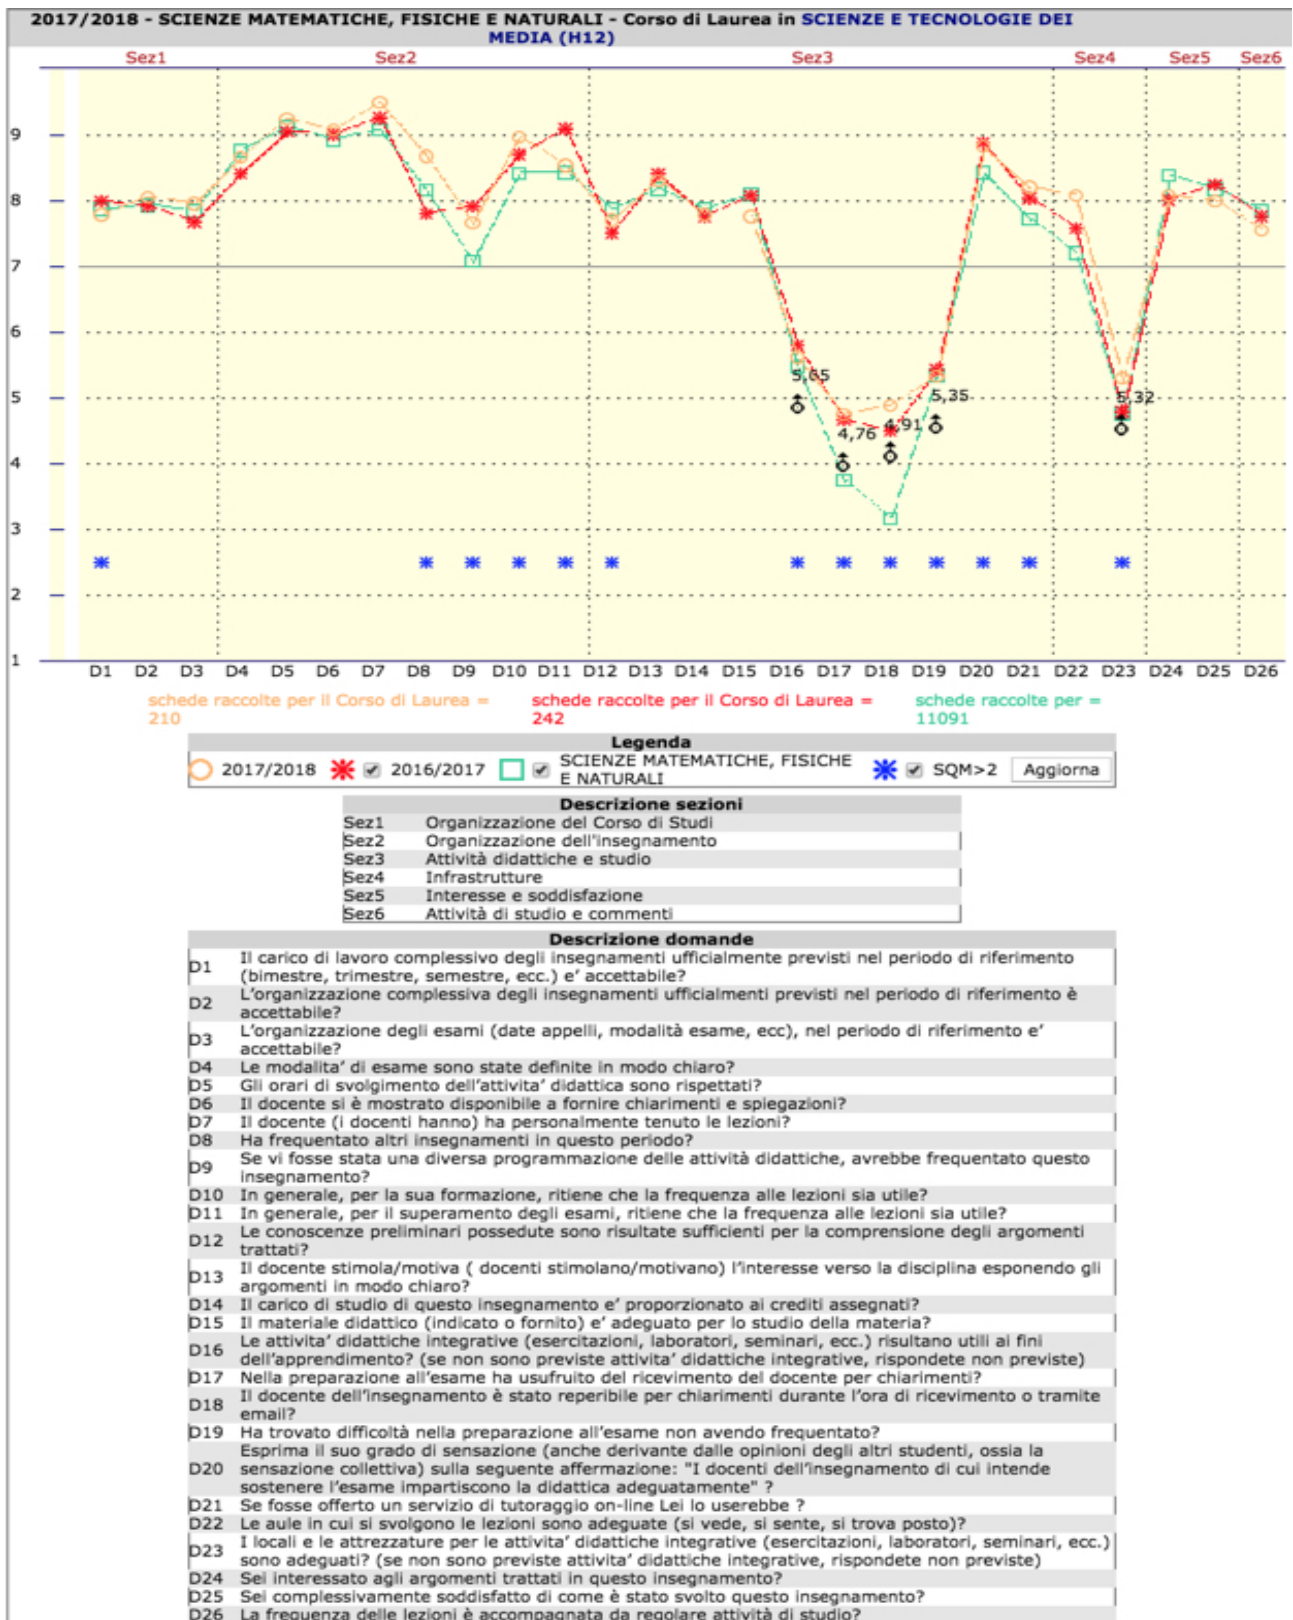 2017/2018 - SCIENZE MATEMATICHE, FISICHE E NATURALI - Corso di Laurea in SCIENZE E TECNOLOGIE DEI
MEDIA (H12)
Sez1 Sez2 Sez3 Sez4 Sez5 Sez6
9
8
7
6
5
4
3
2
1
5,35
4,76
4,91
5,32
D1 D2 D3 D4 D5 D6 D7 D8 D9 D10 D11 D12 D13 D14 D15 D16 D17 D18 D19 D20 D21 D22 D23 D24 D25 D26
schede raccolte per il Corso di Laurea = schede raccolte per il Corso di Laurea = schede raccolte per =
210 242 11091
Legenda
2017/2018 2016/2017 SCIENZE MATEMATICHE, FISICHE
E NATURALI SQM>2 Aggiorna
Descrizione sezioni
Sez1 Organizzazione del Corso di Studi
Sez2 Organizzazione dell'insegnamento
Sez3 Attività didattiche e studio
Sez4 Infrastrutture
Sez5 Interesse e soddisfazione
Sez6 Attività di studio e commenti
Descrizione domande
D1 Il carico di lavoro complessivo degli insegnamenti ufficialmente previsti nel periodo di riferimento
(bimestre, trimestre, semestre, ecc.) e' accettabile?
D2 L'organizzazione complessiva degli insegnamenti ufficialmenti previsti nel periodo di riferimento è
accettabile?
D3 L'organizzazione degli esami (date appelli, modalità esame, ecc), nel periodo di riferimento e'
accettabile?
D4 Le modalita' di esame sono state definite in modo chiaro?
D5 Gli orari di svolgimento dell'attivita' didattica sono rispettati?
D6 Il docente si è mostrato disponibile a fornire chiarimenti e spiegazioni?
D7 Il docente (i docenti hanno) ha personalmente tenuto le lezioni?
D8 Ha frequentato altri insegnamenti in questo periodo?
D9 Se vi fosse stata una diversa programmazione delle attività didattiche, avrebbe frequentato questo
insegnamento?
D10 In generale, per la sua formazione, ritiene che la frequenza alle lezioni sia utile?
D11 In generale, per il superamento degli esami, ritiene che la frequenza alle lezioni sia utile?
D12 Le conoscenze preliminari possedute sono risultate sufficienti per la comprensione degli argomenti
trattati?
D13 Il docente stimola/motiva ( docenti stimolano/motivano) l'interesse verso la disciplina esponendo gli
argomenti in modo chiaro?
D14 Il carico di studio di questo insegnamento e' proporzionato ai crediti assegnati?
D15 Il materiale didattico (indicato o fornito) e' adeguato per lo studio della materia?
D16 Le attivita' didattiche integrative (esercitazioni, laboratori, seminari, ecc.) risultano utili ai fini
dell'apprendimento? (se non sono previste attivita' didattiche integrative, rispondete non previste)
D17 Nella preparazione all'esame ha usufruito del ricevimento del docente per chiarimenti?
D18 Il docente dell'insegnamento è stato reperibile per chiarimenti durante l'ora di ricevimento o tramite
email?
D19 Ha trovato difficoltà nella preparazione all'esame non avendo frequentato?
D20 Esprima il suo grado di sensazione (anche derivante dalle opinioni degli altri studenti, ossia la
sensazione collettiva) sulla seguente affermazione: "I docenti dell'insegnamento di cui intende
sostenere l'esame impartiscono la didattica adeguatamente" ?
D21 Se fosse offerto un servizio di tutoraggio on-line Lei lo userebbe ?
D22 Le aule in cui si svolgono le lezioni sono adeguate (si vede, si sente, si trova posto)?
D23 I locali e le attrezzature per le attivita' didattiche integrative (esercitazioni, laboratori, seminari, ecc.)
sono adeguati? (se non sono previste attivita' didattiche integrative, rispondete non previste)
D24 Sei interessato agli argomenti trattati in questo insegnamento?
D25 Sei complessivamente soddisfatto di come è stato svolto questo insegnamento?
D26 La frequenza delle lezioni è accompagnata da regolare attività di studio?